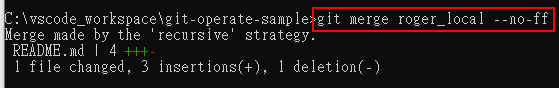 C:\vscode_workspace\git-operate-sample>git merge roger_local --no-ff
Merge made by the 'recursive' strategy.
 README.md | 4 +++-
 1 file changed, 3 insertions(+), 1 deletion(-)